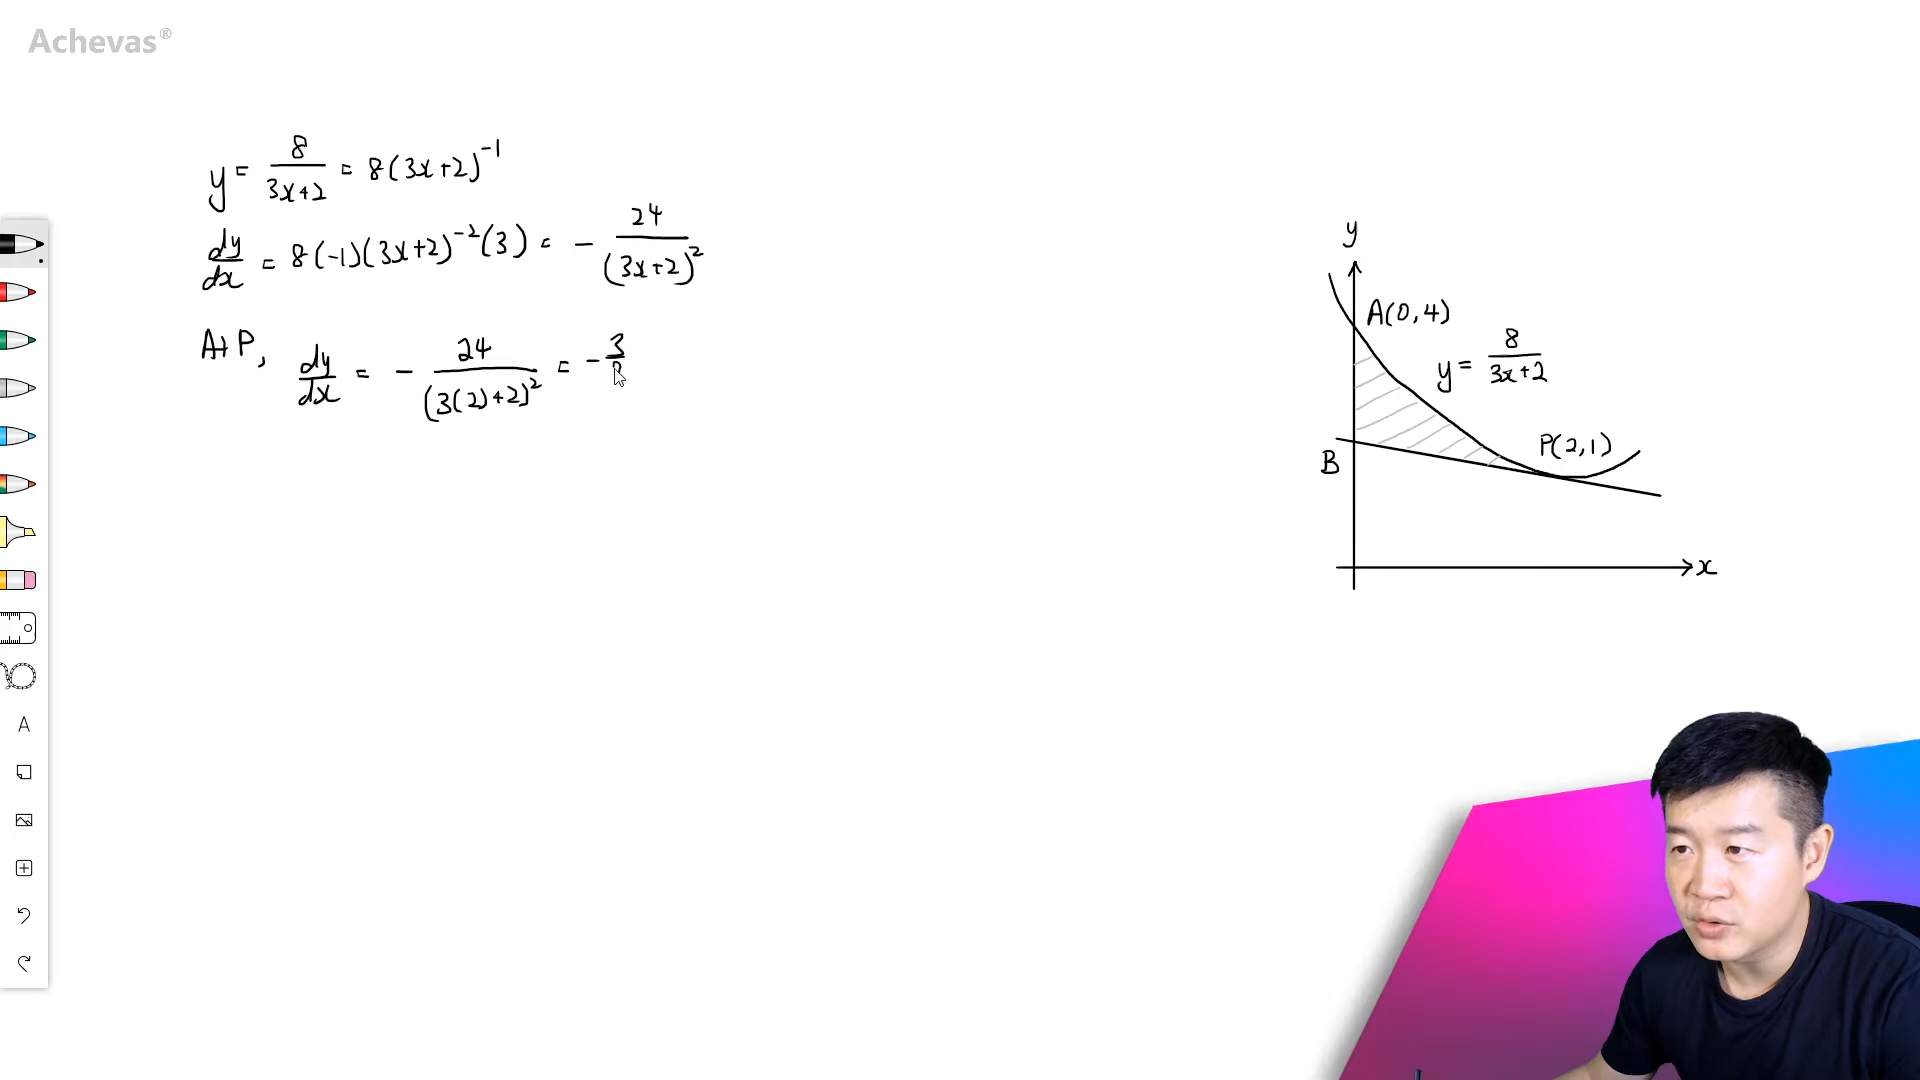 Achevas®
y = 8/(3x+2) = 8(3x+2)^-1
dy/dx = 8(-1)(3x+2)^-2(3) = - 24/(3x+2)^2
At P, dy/dx = - 24/(3(2)+2)^2 = - 3/
y
A(0,4)
y = 8/(3x+2)
P(2,1)
B
x
A